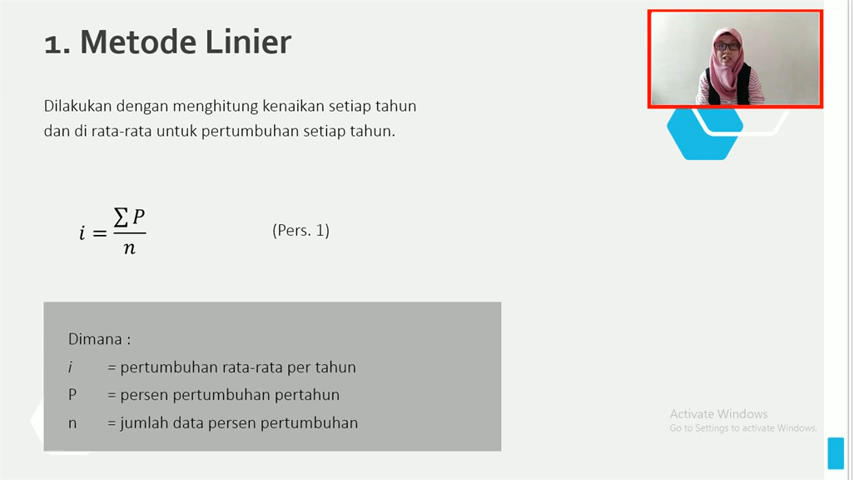 1. Metode Linier
Dilakukan dengan menghitung kenaikan setiap tahun
dan di rata-rata untuk pertumbuhan setiap tahun.
i = ∑ P / n (Pers. 1)
Dimana :
i = pertumbuhan rata-rata per tahun
P = persen pertumbuhan pertahun
n = jumlah data persen pertumbuhan
Activate Windows
Go to Settings to activate Windows.